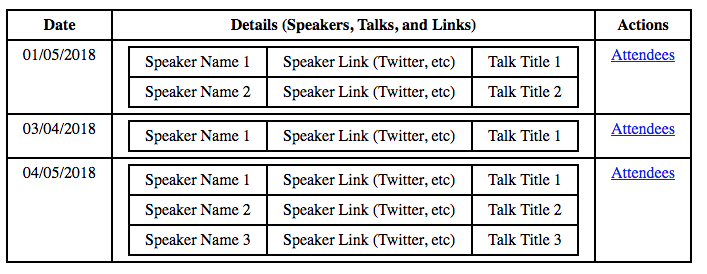 Date Details (Speakers, Talks, and Links) Actions
01/05/2018 Speaker Name 1 Speaker Link (Twitter, etc) Talk Title 1 Attendees
Speaker Name 2 Speaker Link (Twitter, etc) Talk Title 2
03/04/2018 Speaker Name 1 Speaker Link (Twitter, etc) Talk Title 1 Attendees
04/05/2018 Speaker Name 1 Speaker Link (Twitter, etc) Talk Title 1 Attendees
Speaker Name 2 Speaker Link (Twitter, etc) Talk Title 2
Speaker Name 3 Speaker Link (Twitter, etc) Talk Title 3